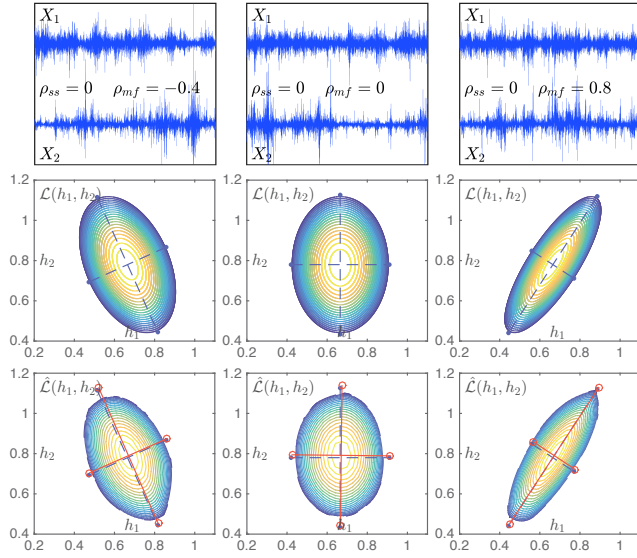 X₁ X₁ X₁
ρₛₛ = 0 ρ_mf = −0.4 ρₛₛ = 0 ρ_mf = 0 ρₛₛ = 0 ρ_mf = 0.8
X₂ X₂ X₂
1.2 1.2 1.2
ℒ(h₁, h₂) ℒ(h₁, h₂) ℒ(h₁, h₂)
1 1 1
0.8 0.8 0.8
h₂ h₂ h₂
0.6 0.6 0.6
h₁ h₁ h₁
0.4 0.4 0.4
0.2 0.4 0.6 0.8 1 0.2 0.4 0.6 0.8 1 0.2 0.4 0.6 0.8 1
1.2 1.2 1.2
ℒ̂(h₁, h₂) ℒ̂(h₁, h₂) ℒ̂(h₁, h₂)
1 1 1
h₂ h₂ h₂
0.8 0.8 0.8
0.6 0.6 0.6
h₁ h₁ h₁
0.4 0.4 0.4
0.2 0.4 0.6 0.8 1 0.2 0.4 0.6 0.8 1 0.2 0.4 0.6 0.8 1